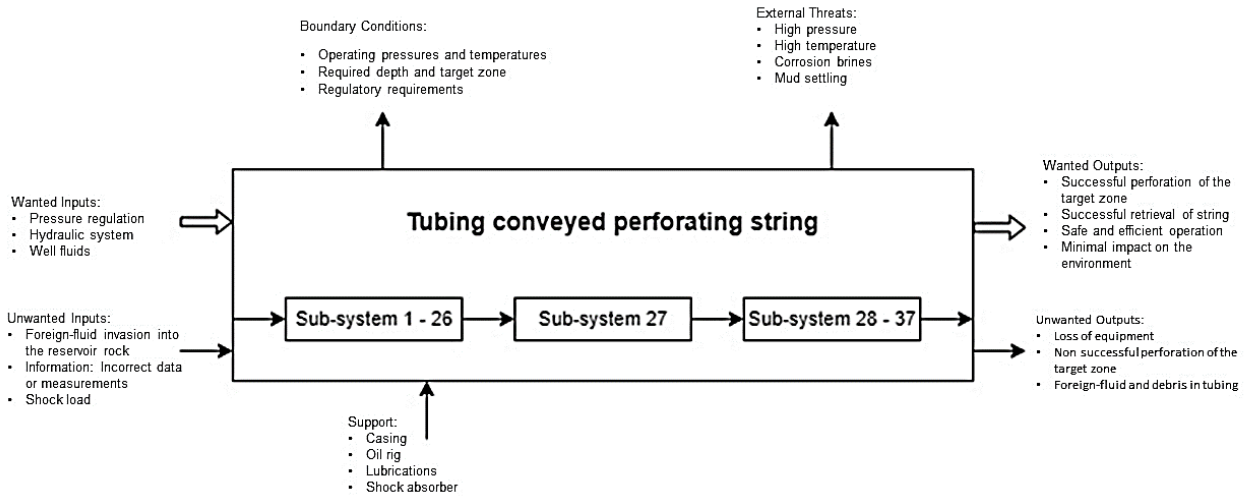 Boundary Conditions:
• Operating pressures and temperatures
• Required depth and target zone
• Regulatory requirements
External Threats:
• High pressure
• High temperature
• Corrosion brines
• Mud settling
Wanted Inputs:
• Pressure regulation
• Hydraulic system
• Well fluids
Tubing conveyed perforating string
Wanted Outputs:
• Successful perforation of the
target zone
• Successful retrieval of string
• Safe and efficient operation
• Minimal impact on the
environment
Unwanted Inputs:
• Foreign-fluid invasion into
the reservoir rock
• Information: Incorrect data
or measurements
• Shock load
Sub-system 1 - 26
Sub-system 27
Sub-system 28 - 37
Unwanted Outputs:
• Loss of equipment
• Non successful perforation of the
target zone
• Foreign-fluid and debris in tubing
Support:
• Casing
• Oil rig
• Lubrications
• Shock absorber